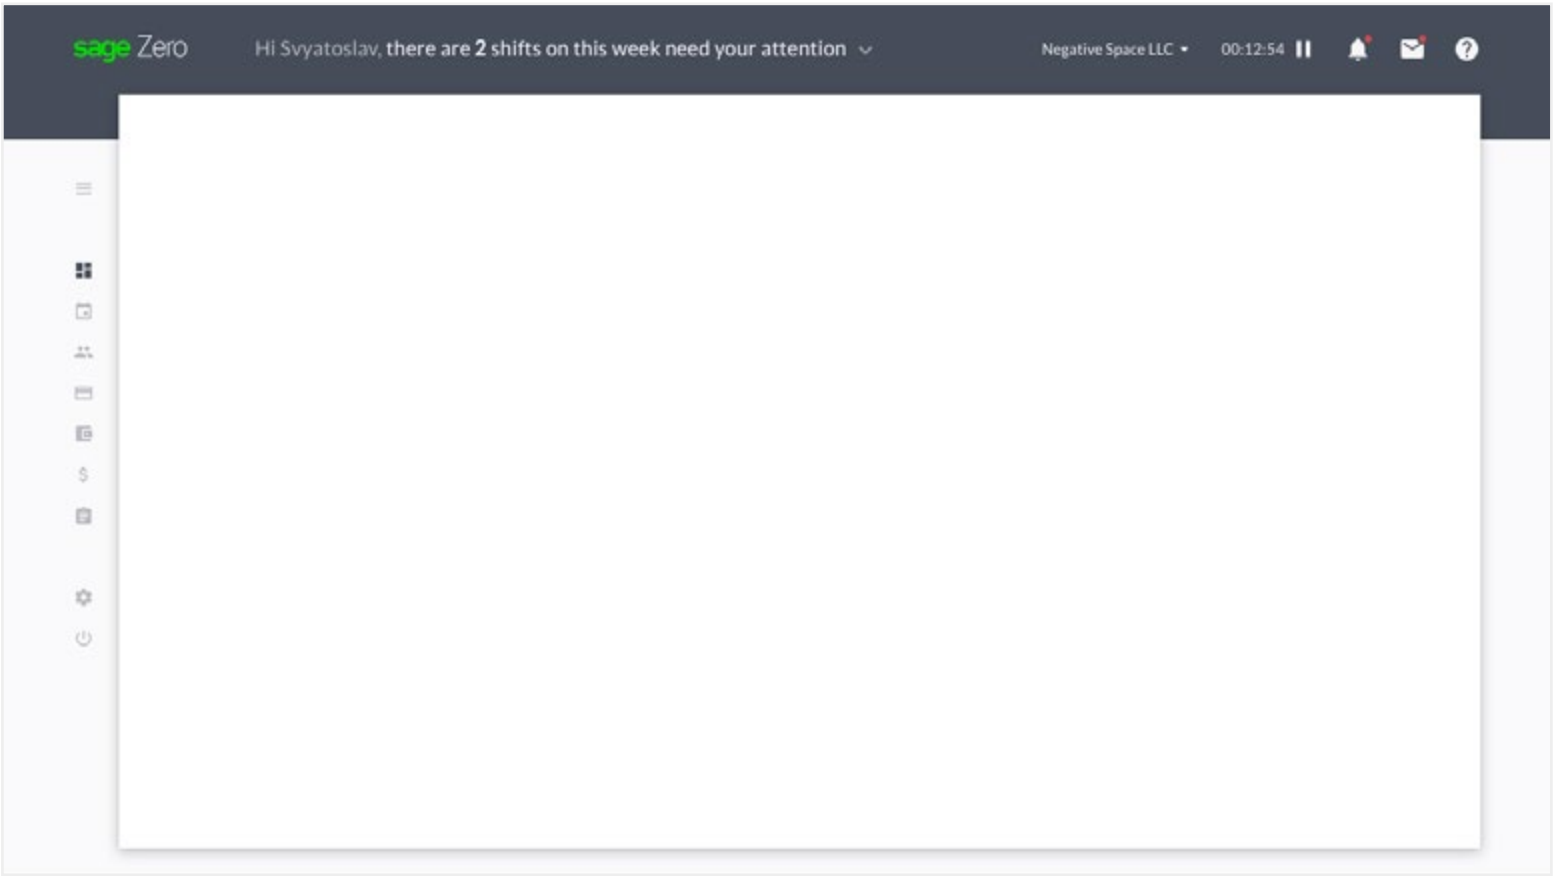 sage Zero
Hi Svyatoslav, there are 2 shifts on this week need your attention
Negative Space LLC
00:12:54